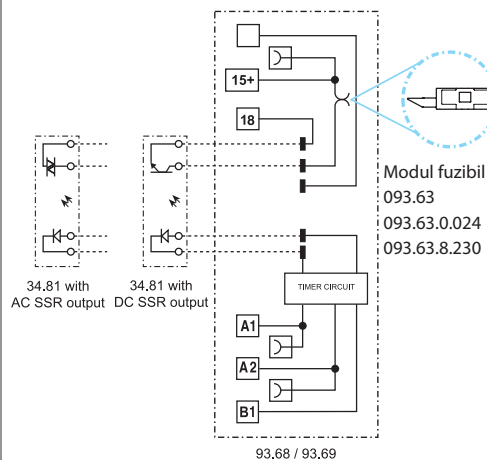 15+
18
Modul fuzibil
093.63
093.63.0.024
093.63.8.230
34.81 with
AC SSR output
34.81 with
DC SSR output
TIMER CIRCUIT
A1
A2
B1
93.68 / 93.69